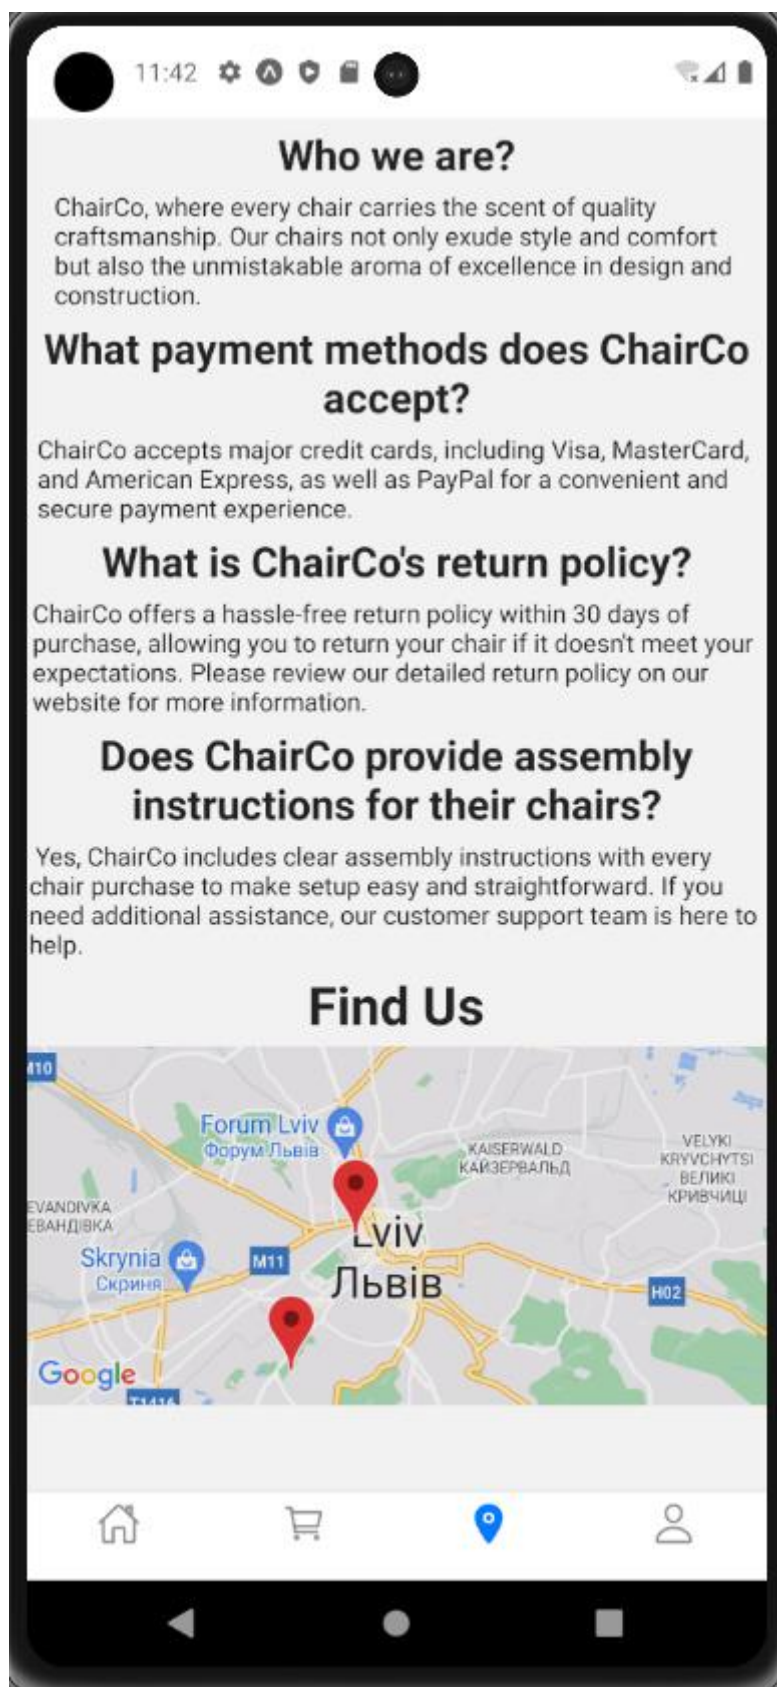 11:42
Who we are?
ChairCo, where every chair carries the scent of quality
craftsmanship. Our chairs not only exude style and comfort
but also the unmistakable aroma of excellence in design and
construction.
What payment methods does ChairCo
accept?
ChairCo accepts major credit cards, including Visa, MasterCard,
and American Express, as well as PayPal for a convenient and
secure payment experience.
What is ChairCo's return policy?
ChairCo offers a hassle-free return policy within 30 days of
purchase, allowing you to return your chair if it doesn't meet your
expectations. Please review our detailed return policy on our
website for more information.
Does ChairCo provide assembly
instructions for their chairs?
Yes, ChairCo includes clear assembly instructions with every
chair purchase to make setup easy and straightforward. If you
need additional assistance, our customer support team is here to
help.
Find Us
M10
Forum Lviv
Форум Львів
KAISERWALD
КАЙЗЕРВАЛЬД
VELYKI
KRYVCHYTSI
ВЕЛИКІ
КРИВЧИЦІ
EVANDIVKA
ЕВАНДІВКА
Lviv
Львів
Skrynia
Скриня
M11
H02
Google
T1416